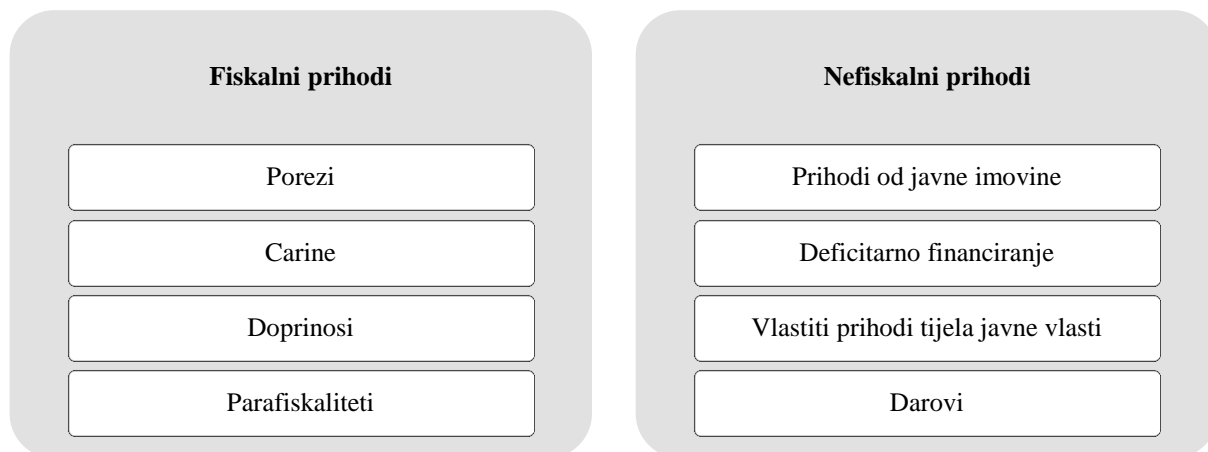 Fiskalni prihodi
Porezi
Carine
Doprinosi
Parafiskaliteti
Nefiskalni prihodi
Prihodi od javne imovine
Deficitarno financiranje
Vlastiti prihodi tijela javne vlasti
Darovi